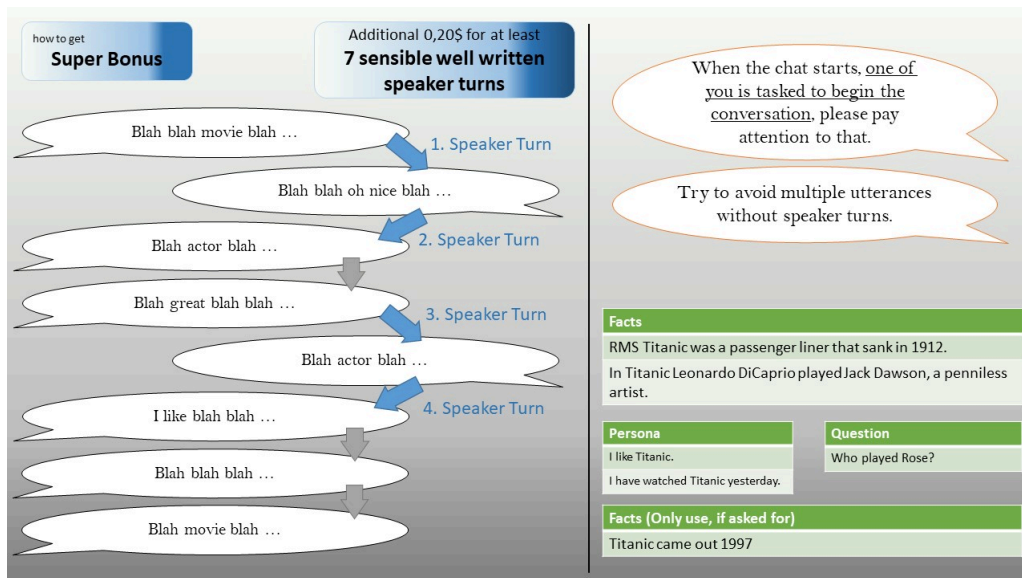 how to get
Super Bonus
Additional 0,20$ for at least
7 sensible well written
speaker turns
Blah blah movie blah …
1. Speaker Turn
Blah blah oh nice blah …
2. Speaker Turn
Blah actor blah …
Blah great blah blah …
3. Speaker Turn
Blah actor blah …
4. Speaker Turn
I like blah blah …
Blah blah blah …
Blah movie blah …
When the chat starts, one of
you is tasked to begin the
conversation, please pay
attention to that.
Try to avoid multiple utterances
without speaker turns.
Facts
RMS Titanic was a passenger liner that sank in 1912.
In Titanic Leonardo DiCaprio played Jack Dawson, a penniless
artist.
Persona
I like Titanic.
I have watched Titanic yesterday.
Question
Who played Rose?
Facts (Only use, if asked for)
Titanic came out 1997